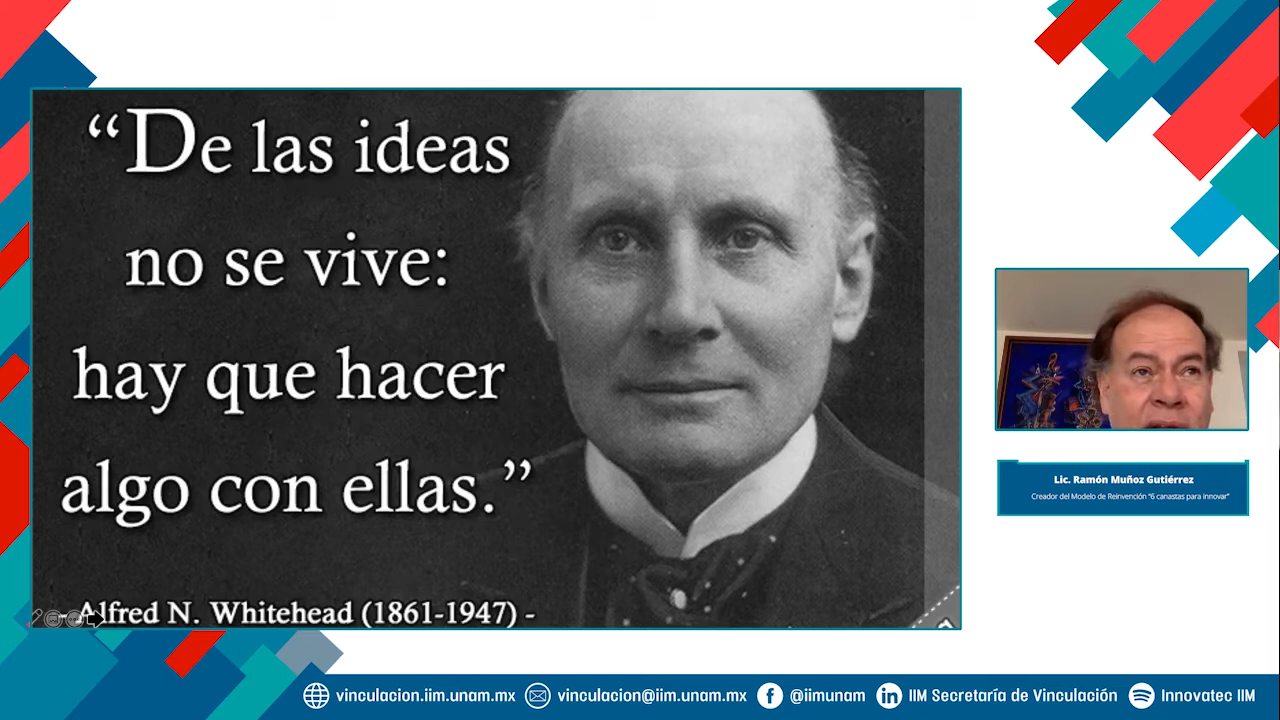 “De las ideas
no se vive:
hay que hacer
algo con ellas.”
- Alfred N. Whitehead (1861-1947) -
Lic. Ramón Muñoz Gutiérrez
Creador del Modelo de Reinvención “6 canastas para innovar”
vinculacion.iim.unam.mx vinculacion@iim.unam.mx @iimunam IIM Secretaría de Vinculación Innovatec IIM